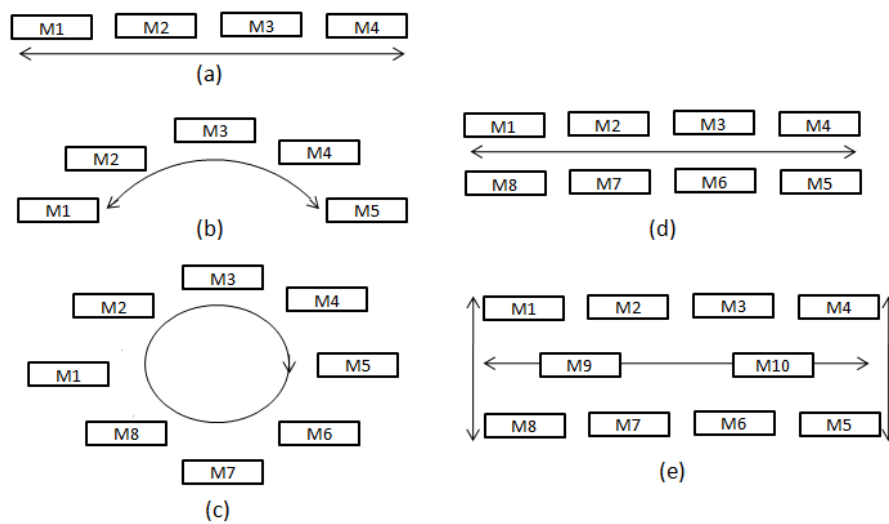 M1 M2 M3 M4
(a)
M3
M2 M4
M1 M5
(b)
M3
M2 M4
M1 M5
M8 M6
M7
(c)
M1 M2 M3 M4
M8 M7 M6 M5
(d)
M1 M2 M3 M4
M9 M10
M8 M7 M6 M5
(e)